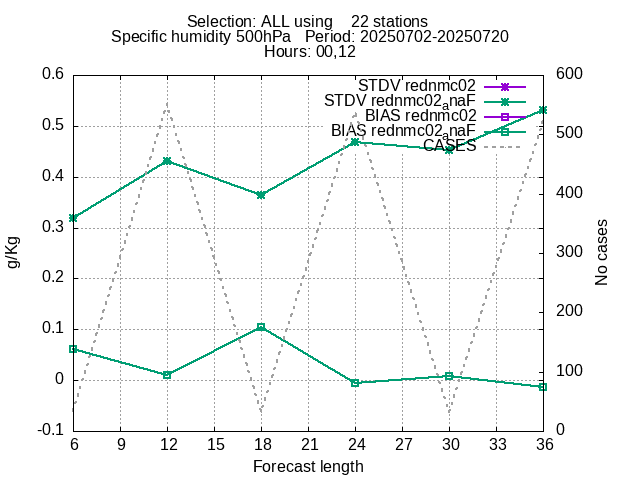 Selection: ALL using    22 stations
Specific humidity 500hPa   Period: 20250702-20250720
Hours: 00,12
STDV rednmc02
STDV rednmc02anaF
BIAS rednmc02
BIAS rednmc02anaF
CASES
0.6
0.5
0.4
0.3
0.2
0.1
0
-0.1
g/Kg
600
500
400
300
200
100
0
No cases
6 9 12 15 18 21 24 27 30 33 36
Forecast length